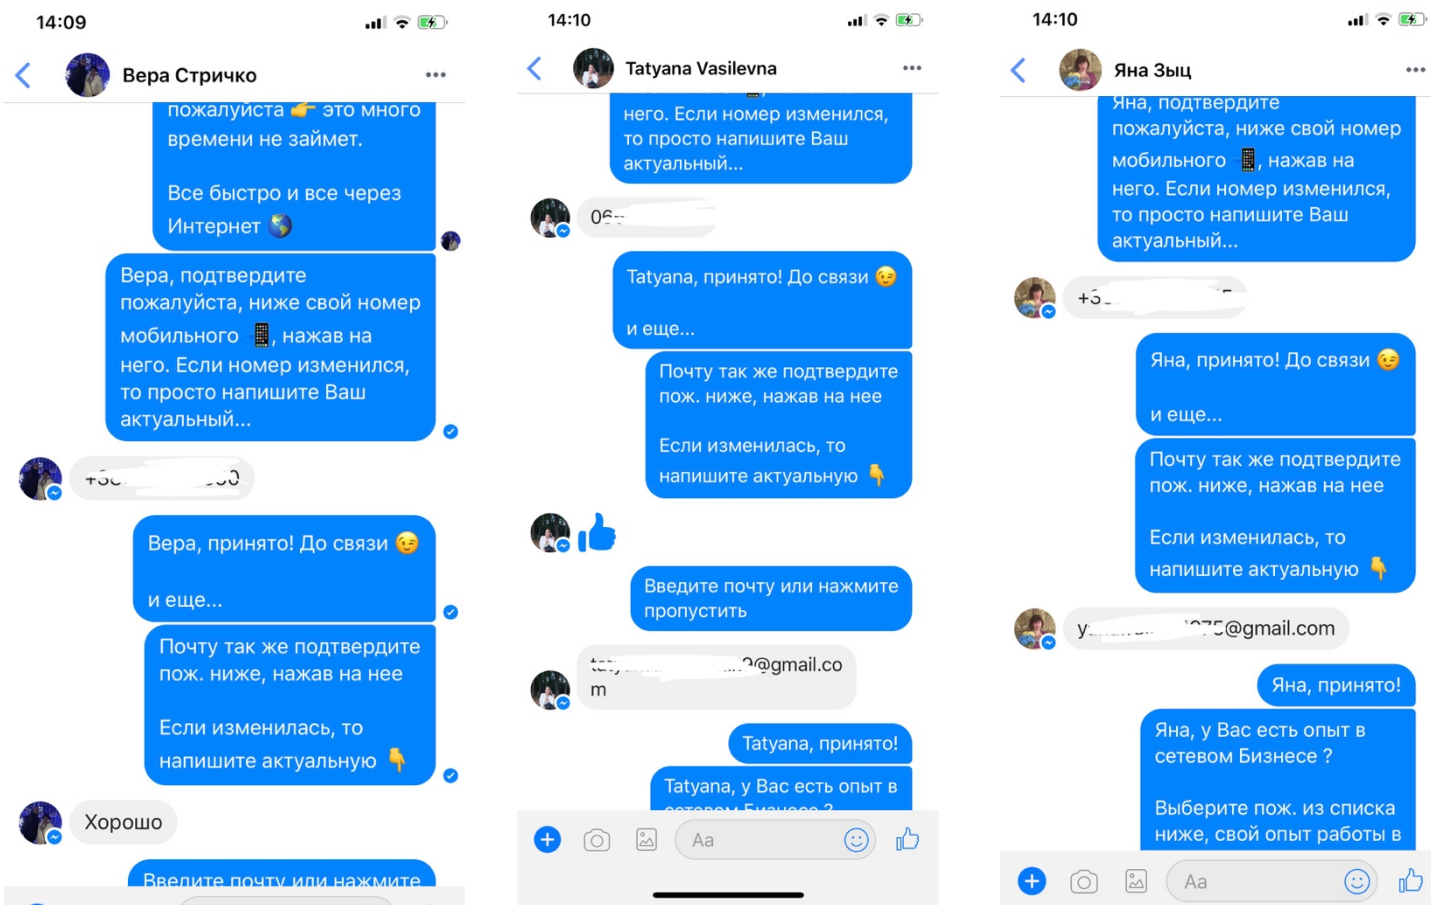 14:09
Вера Стричко
пожалуйста 👉 это много
времени не займет.
Все быстро и все через
Интернет 🌎
Вера, подтвердите
пожалуйста, ниже свой номер
мобильного 📲, нажав на
него. Если номер изменился,
то просто напишите Ваш
актуальный...
Вера, принято! До связи 😉
и еще...
Почту так же подтвердите
пож. ниже, нажав на нее
Если изменилась, то
напишите актуальную 👇
Хорошо
Введите почту или нажмите
14:10
Tatyana Vasilevna
него. Если номер изменился,
то просто напишите Ваш
актуальный...
Tatyana, принято! До связи 😉
и еще...
Почту так же подтвердите
пож. ниже, нажав на нее
Если изменилась, то
напишите актуальную 👇
Введите почту или нажмите
пропустить
9@gmail.co
m
Tatyana, принято!
Tatyana, у Вас есть опыт в
сетевом Бизнесе ?
Aa
14:10
Яна Зыц
Яна, подтвердите
пожалуйста, ниже свой номер
мобильного 📲, нажав на
него. Если номер изменился,
то просто напишите Ваш
актуальный...
Яна, принято! До связи 😉
и еще...
Почту так же подтвердите
пож. ниже, нажав на нее
Если изменилась, то
напишите актуальную 👇
@gmail.com
Яна, принято!
Яна, у Вас есть опыт в
сетевом Бизнесе ?
Выберите пож. из списка
ниже, свой опыт работы в
Aa